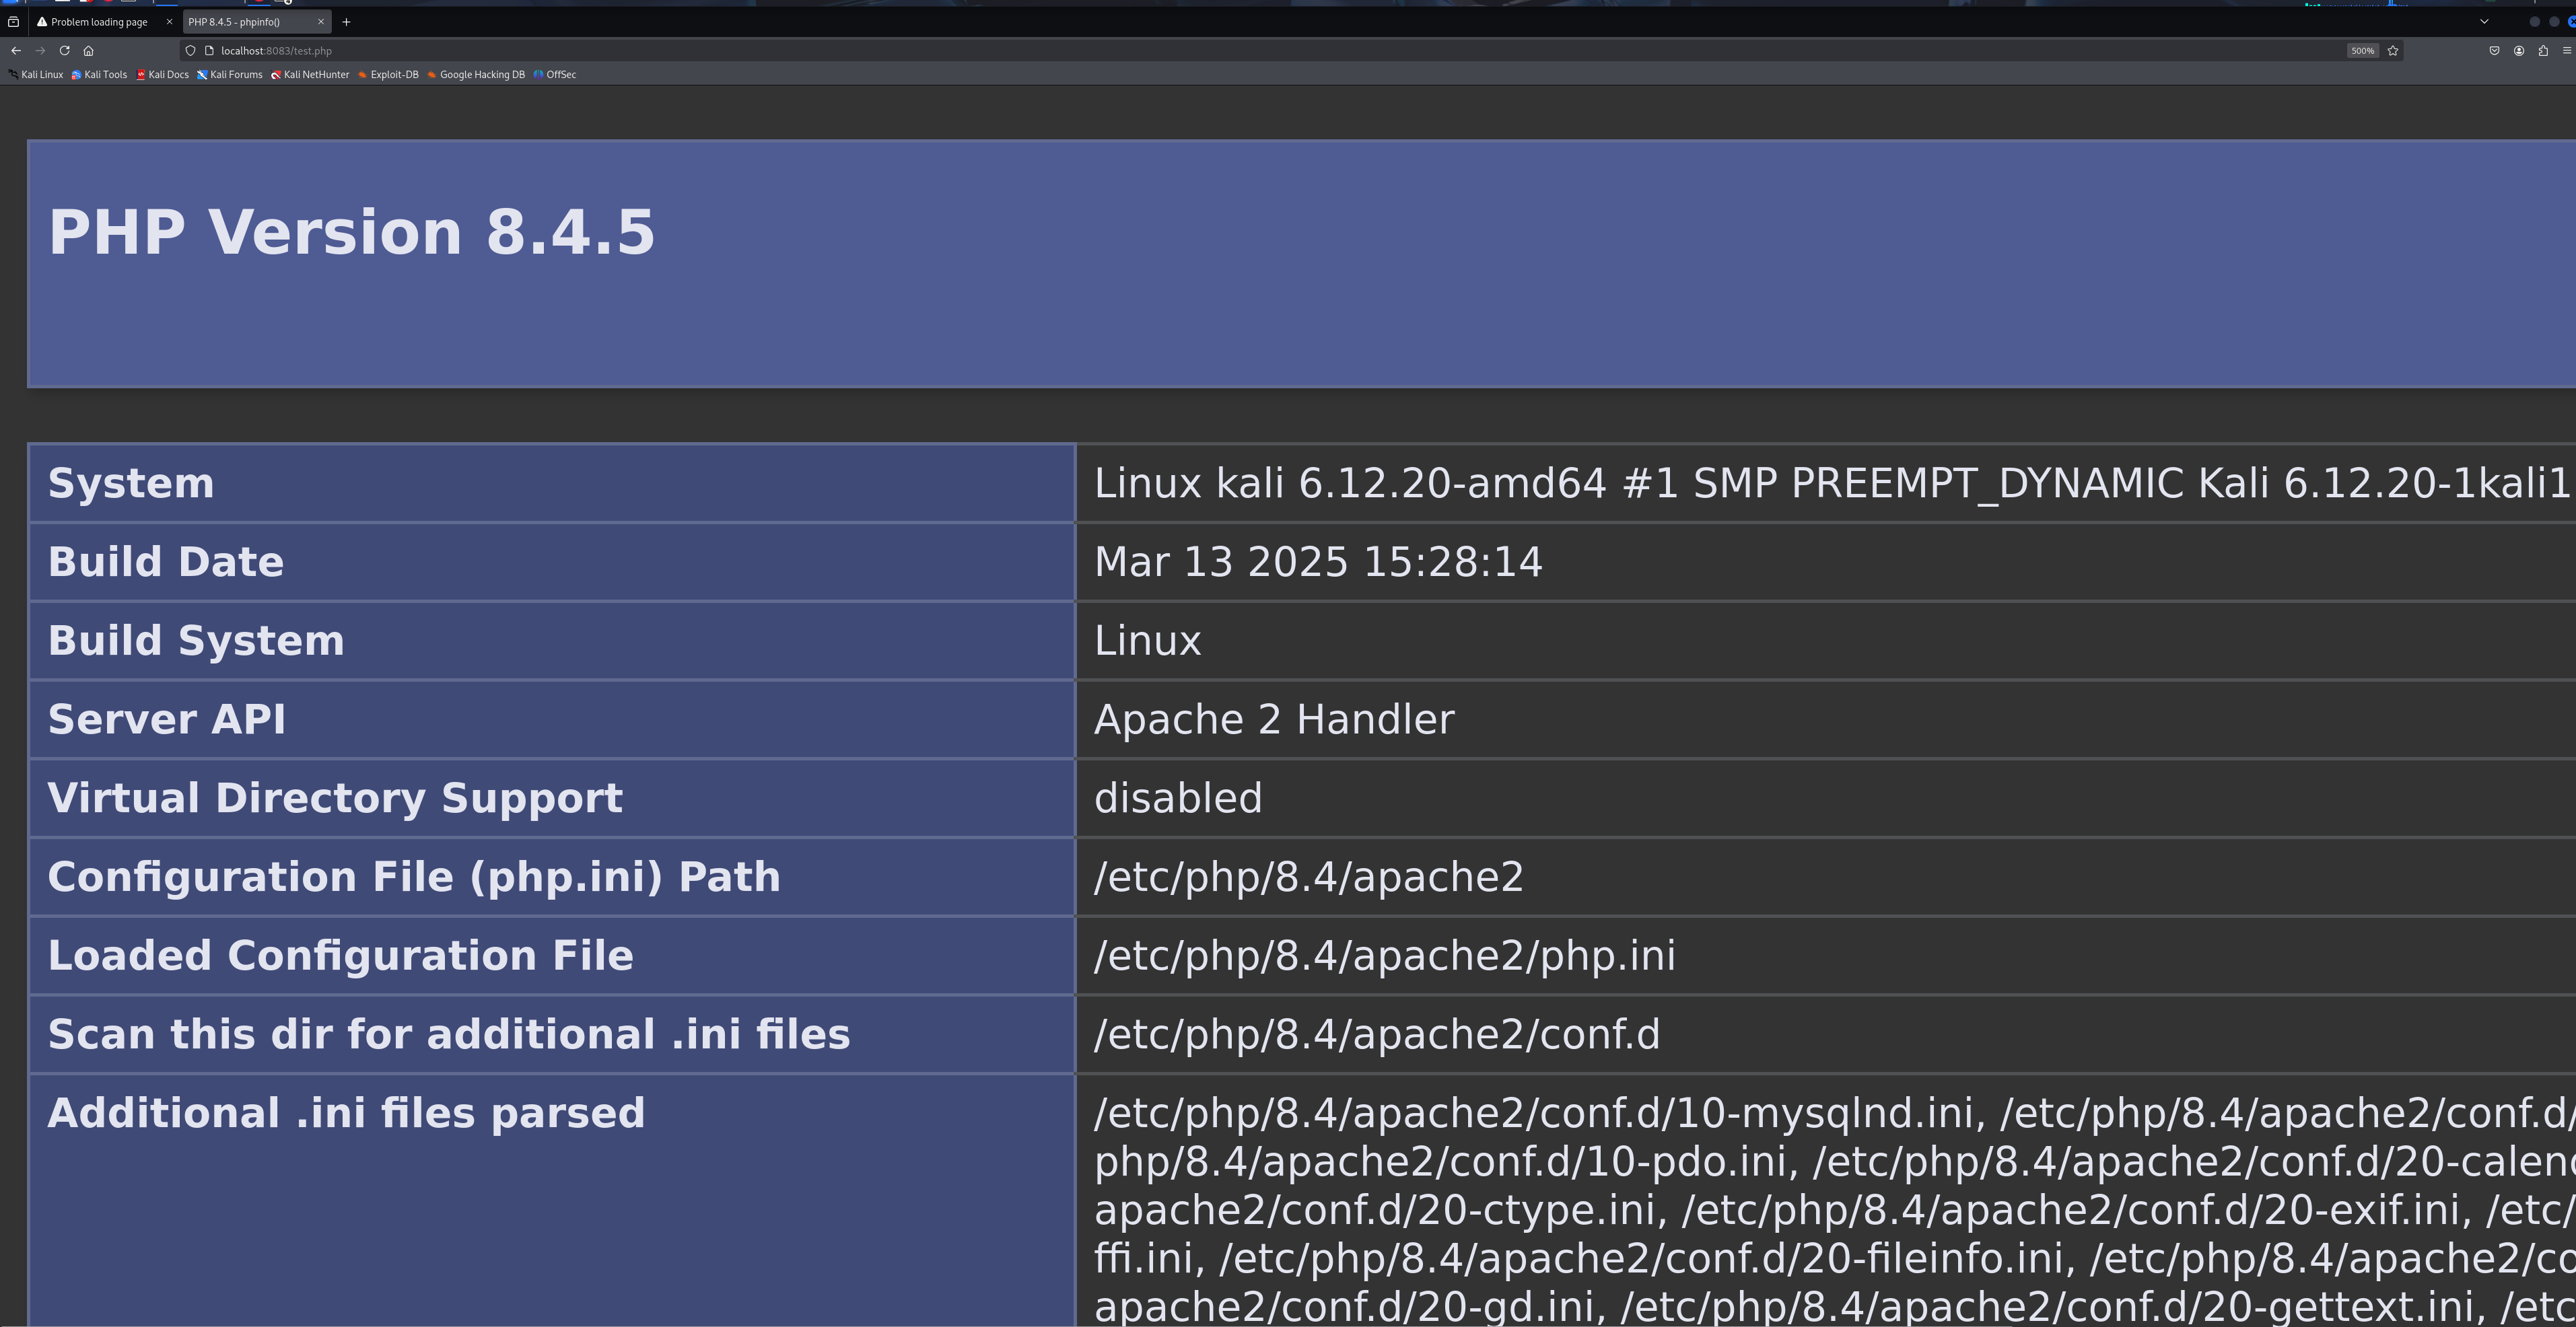 Problem loading page
PHP 8.4.5 - phpinfo()
localhost:8083/test.php
500%
Kali Linux Kali Tools Kali Docs Kali Forums Kali NetHunter Exploit-DB Google Hacking DB OffSec
PHP Version 8.4.5
System Linux kali 6.12.20-amd64 #1 SMP PREEMPT_DYNAMIC Kali 6.12.20-1kali1
Build Date Mar 13 2025 15:28:14
Build System Linux
Server API Apache 2 Handler
Virtual Directory Support disabled
Configuration File (php.ini) Path /etc/php/8.4/apache2
Loaded Configuration File /etc/php/8.4/apache2/php.ini
Scan this dir for additional .ini files /etc/php/8.4/apache2/conf.d
Additional .ini files parsed /etc/php/8.4/apache2/conf.d/10-mysqlnd.ini, /etc/php/8.4/apache2/conf.d/
php/8.4/apache2/conf.d/10-pdo.ini, /etc/php/8.4/apache2/conf.d/20-calen
apache2/conf.d/20-ctype.ini, /etc/php/8.4/apache2/conf.d/20-exif.ini, /etc/
ffi.ini, /etc/php/8.4/apache2/conf.d/20-fileinfo.ini, /etc/php/8.4/apache2/co
apache2/conf.d/20-gd.ini, /etc/php/8.4/apache2/conf.d/20-gettext.ini, /etc